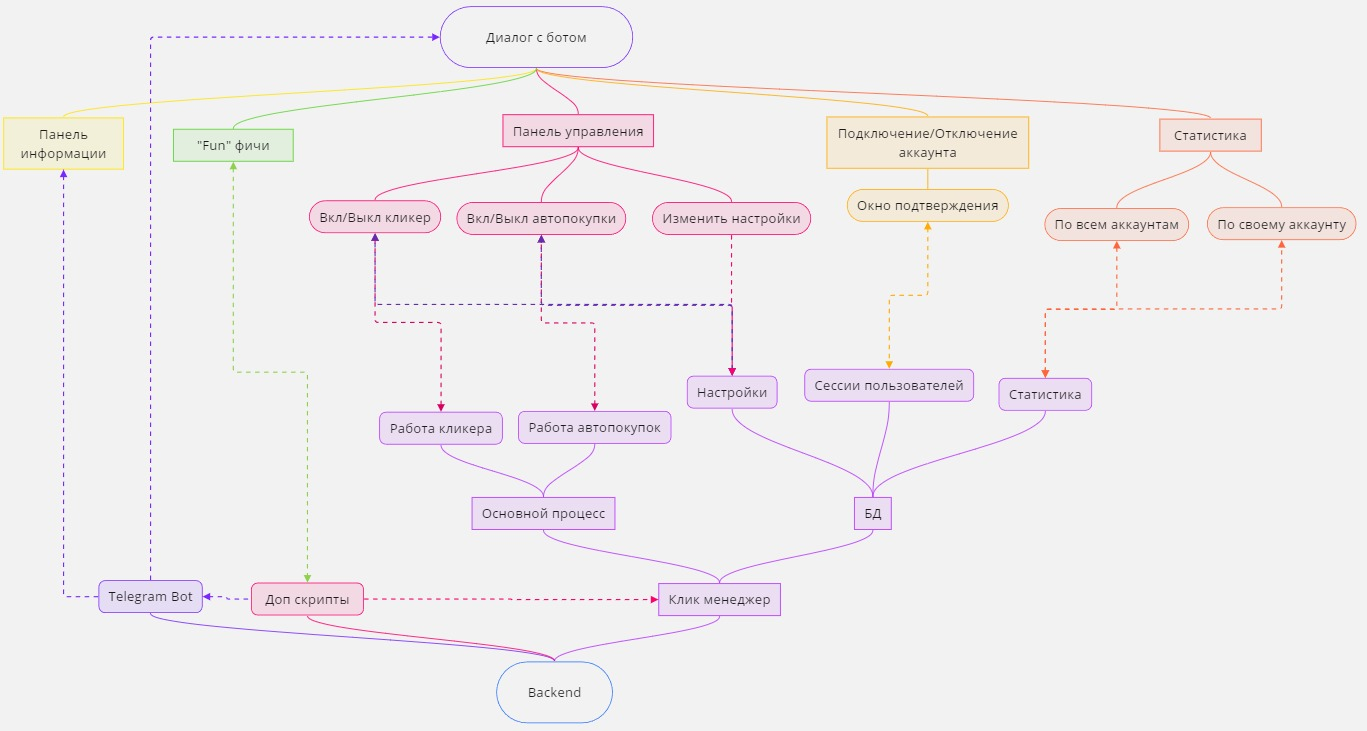 Диалог с ботом
Панель
информации
"Fun" фичи
Панель управления
Подключение/Отключение
аккаунта
Статистика
Вкл/Выкл кликер
Вкл/Выкл автопокупки
Изменить настройки
Окно подтверждения
По всем аккаунтам
По своему аккаунту
Настройки
Сессии пользователей
Статистика
Работа кликера
Работа автопокупок
Основной процесс
БД
Telegram Bot
Доп скрипты
Клик менеджер
Backend